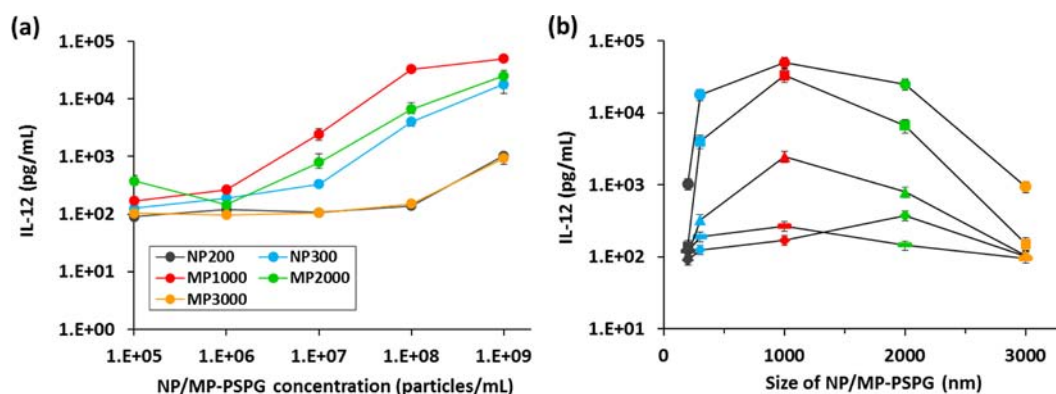 (a)
1.E+05
1.E+04
1.E+03
1.E+02
1.E+01
1.E+00
IL-12 (pg/mL)
NP200 NP300
MP1000 MP2000
MP3000
1.E+05 1.E+06 1.E+07 1.E+08 1.E+09
NP/MP-PSPG concentration (particles/mL)
(b)
1.E+05
1.E+04
1.E+03
1.E+02
1.E+01
IL-12 (pg/mL)
0 1000 2000 3000
Size of NP/MP-PSPG (nm)